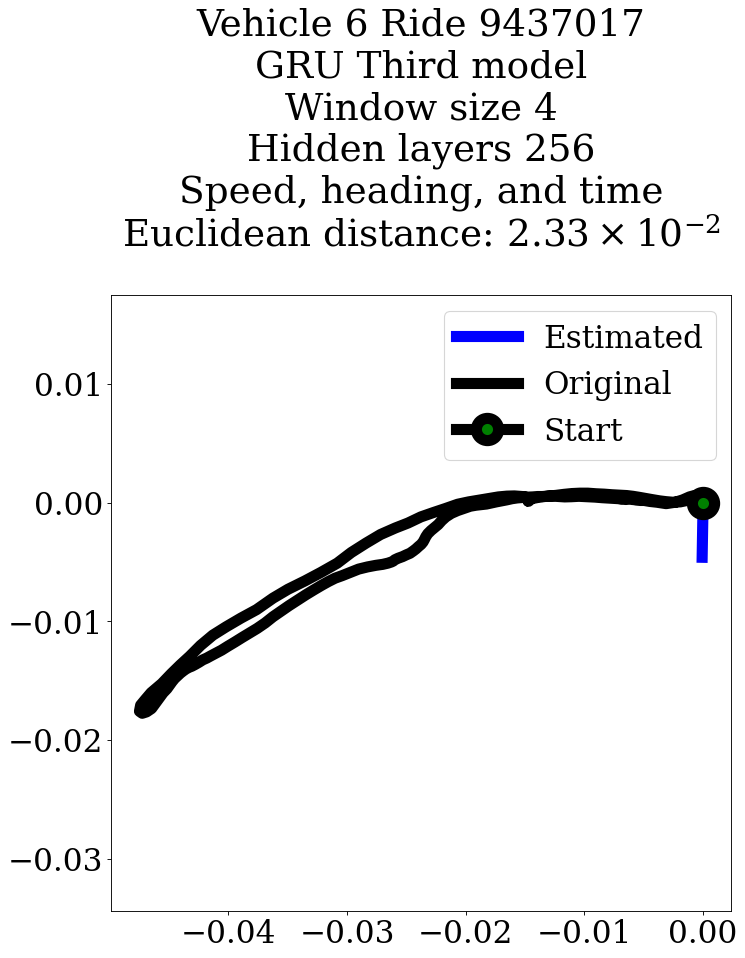 Vehicle 6 Ride 9437017
GRU Third model
Window size 4
Hidden layers 256
Speed, heading, and time
Euclidean distance: 2.33 × 10⁻²
Estimated
Original
Start
0.01
0.00
−0.01
−0.02
−0.03
−0.04 −0.03 −0.02 −0.01 0.00